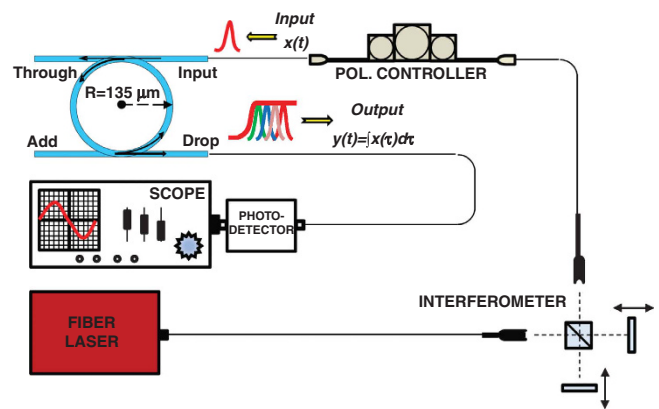 Input
x(t)
Through
Input
POL. CONTROLLER
R=135 μm
Output
Add
Drop
y(t)=∫x(τ)dτ
SCOPE
PHOTO-
DETECTOR
INTERFEROMETER
FIBER
LASER